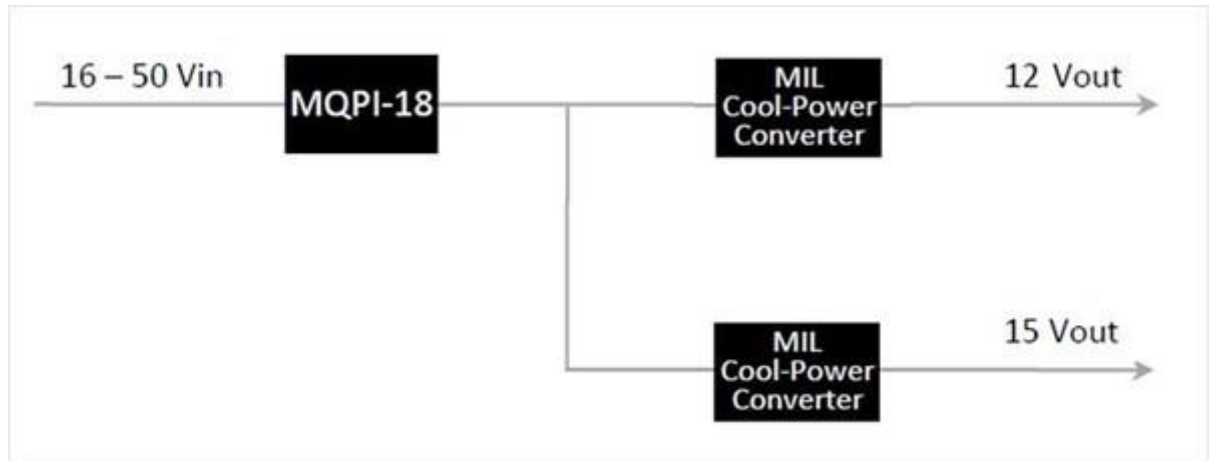 16 – 50 Vin
MQPI-18
MIL
Cool-Power
Converter
12 Vout
MIL
Cool-Power
Converter
15 Vout